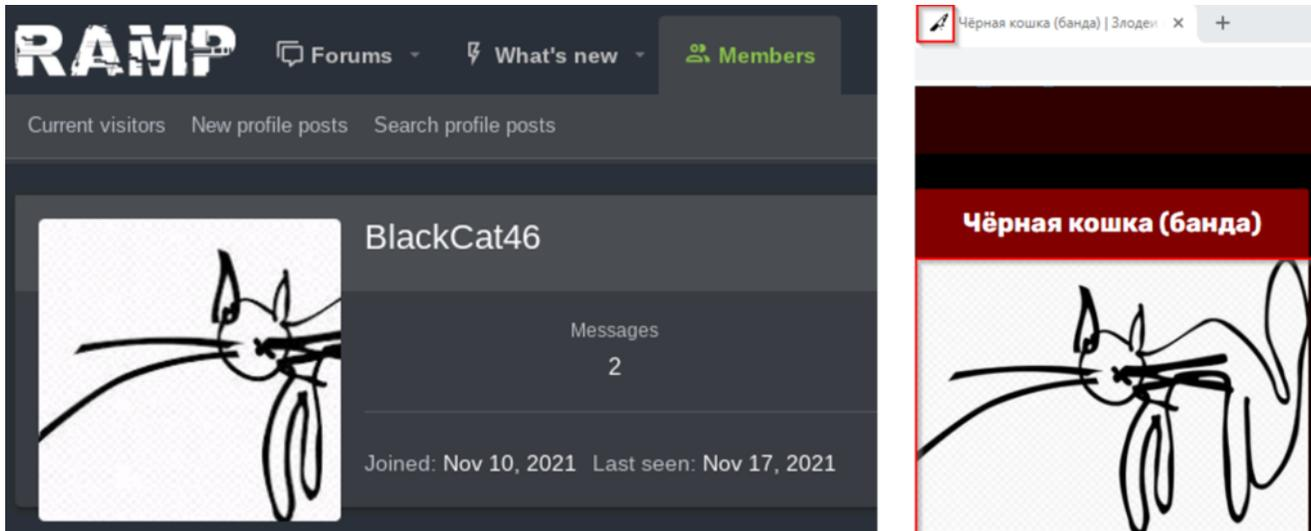 RAMP
Forums
What's new
Members
Current visitors
New profile posts
Search profile posts
BlackCat46
Messages
2
Joined: Nov 10, 2021
Last seen: Nov 17, 2021
Чёрная кошка (банда) | Злодеи
Чёрная кошка (банда)